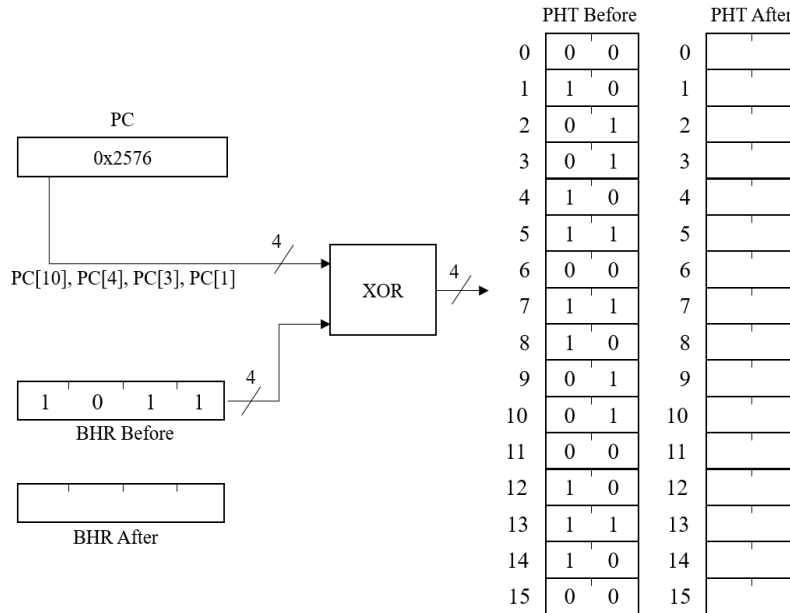 PHT Before PHT After
0 0 0 0
1 1 0 1
2 0 1 2
3 0 1 3
4 1 0 4
5 1 1 5
6 0 0 6
7 1 1 7
8 1 0 8
9 0 1 9
10 0 1 10
11 0 0 11
12 1 0 12
13 1 1 13
14 1 0 14
15 0 0 15
PC
0x2576
4
PC[10], PC[4], PC[3], PC[1]
XOR
4
4
1 0 1 1
BHR Before
BHR After